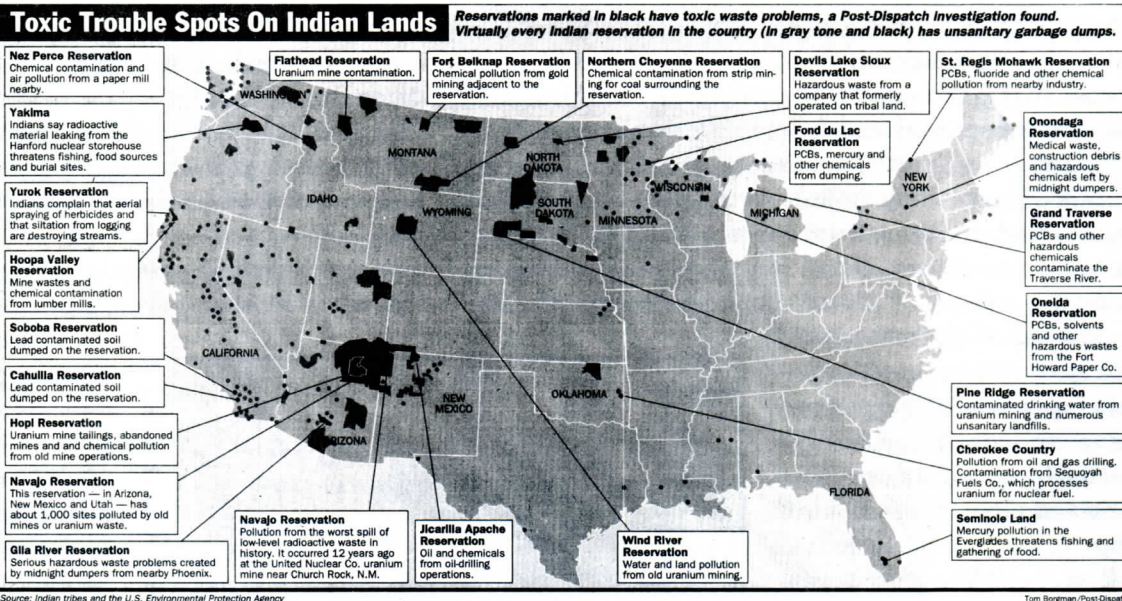 Toxic Trouble Spots On Indian Lands
Reservations marked in black have toxic waste problems, a Post-Dispatch investigation found.
Virtually every Indian reservation in the country (in gray tone and black) has unsanitary garbage dumps.
Nez Perce Reservation
Chemical contamination and
air pollution from a paper mill
nearby.
Flathead Reservation
Uranium mine contamination.
Fort Belknap Reservation
Chemical pollution from gold
mining adjacent to the
reservation.
Northern Cheyenne Reservation
Chemical contamination from strip min-
ing for coal surrounding the
reservation.
Devils Lake Sioux
Reservation
Hazardous waste from a
company that formerly
operated on tribal land.
St. Regis Mohawk Reservation
PCBs, fluoride and other chemical
pollution from nearby industry.
Yakima
Indians say radioactive
material leaking from the
Hanford nuclear storehouse
threatens fishing, food sources
and burial sites.
Fond du Lac
Reservation
PCBs, mercury and
other chemicals
from dumping.
Onondaga
Reservation
Medical waste,
construction debris
and hazardous
chemicals left by
midnight dumpers.
Yurok Reservation
Indians complain that aerial
spraying of herbicides and
that siltation from logging
are destroying streams.
Grand Traverse
Reservation
PCBs and other
hazardous
chemicals
contaminate the
Traverse River.
Hoopa Valley
Reservation
Mine wastes and
chemical contamination
from lumber mills.
Oneida
Reservation
PCBs, solvents
and other
hazardous wastes
from the Fort
Howard Paper Co.
Soboba Reservation
Lead contaminated soil
dumped on the reservation.
Cahuilla Reservation
Lead contaminated soil
dumped on the reservation.
Pine Ridge Reservation
Contaminated drinking water from
uranium mining and numerous
unsanitary landfills.
Hopi Reservation
Uranium mine tailings, abandoned
mines and and chemical pollution
from old mine operations.
Cherokee Country
Pollution from oil and gas drilling.
Contamination from Sequoyah
Fuels Co., which processes
uranium for nuclear fuel.
Navajo Reservation
This reservation — in Arizona,
New Mexico and Utah — has
about 1,000 sites polluted by old
mines or uranium waste.
Seminole Land
Mercury pollution in the
Everglades threatens fishing and
gathering of food.
Gila River Reservation
Serious hazardous waste problems created
by midnight dumpers from nearby Phoenix.
Navajo Reservation
Pollution from the worst spill of
low-level radioactive waste in
history. It occurred 12 years ago
at the United Nuclear Co. uranium
mine near Church Rock, N.M.
Jicarilla Apache
Reservation
Oil and chemicals
from oil-drilling
operations.
Wind River
Reservation
Water and land pollution
from old uranium mining.
WASHINGTON
MONTANA
NORTH
DAKOTA
IDAHO
WYOMING
SOUTH
DAKOTA
MINNESOTA
WISCONSIN
MICHIGAN
NEW
YORK
CALIFORNIA
ARIZONA
NEW
MEXICO
OKLAHOMA
FLORIDA
Source: Indian tribes and the U.S. Environmental Protection Agency
Tom Borgman/Post-Dispatch